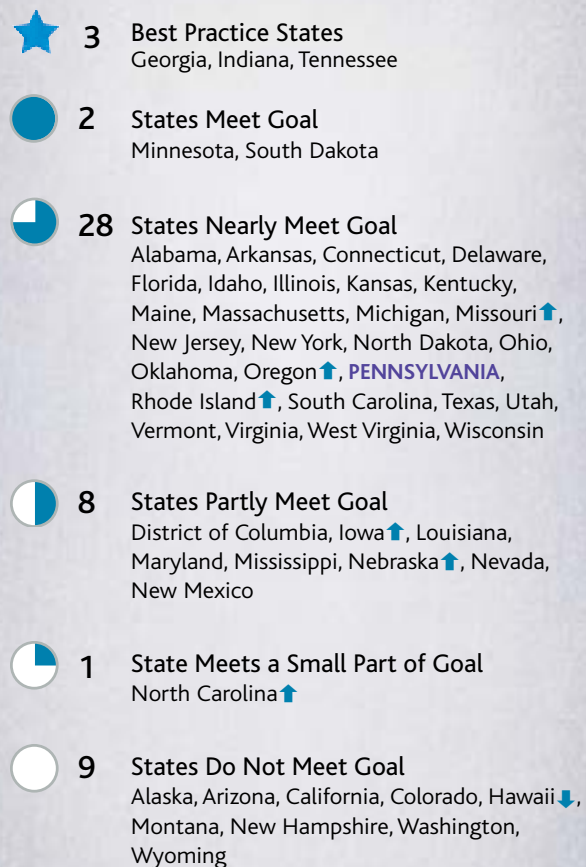 3 Best Practice States
Georgia, Indiana, Tennessee
2 States Meet Goal
Minnesota, South Dakota
28 States Nearly Meet Goal
Alabama, Arkansas, Connecticut, Delaware,
Florida, Idaho, Illinois, Kansas, Kentucky,
Maine, Massachusetts, Michigan, Missouri⬆,
New Jersey, New York, North Dakota, Ohio,
Oklahoma, Oregon⬆, PENNSYLVANIA,
Rhode Island⬆, South Carolina, Texas, Utah,
Vermont, Virginia, West Virginia, Wisconsin
8 States Partly Meet Goal
District of Columbia, Iowa⬆, Louisiana,
Maryland, Mississippi, Nebraska⬆, Nevada,
New Mexico
1 State Meets a Small Part of Goal
North Carolina⬆
9 States Do Not Meet Goal
Alaska, Arizona, California, Colorado, Hawaii⬇,
Montana, New Hampshire, Washington,
Wyoming